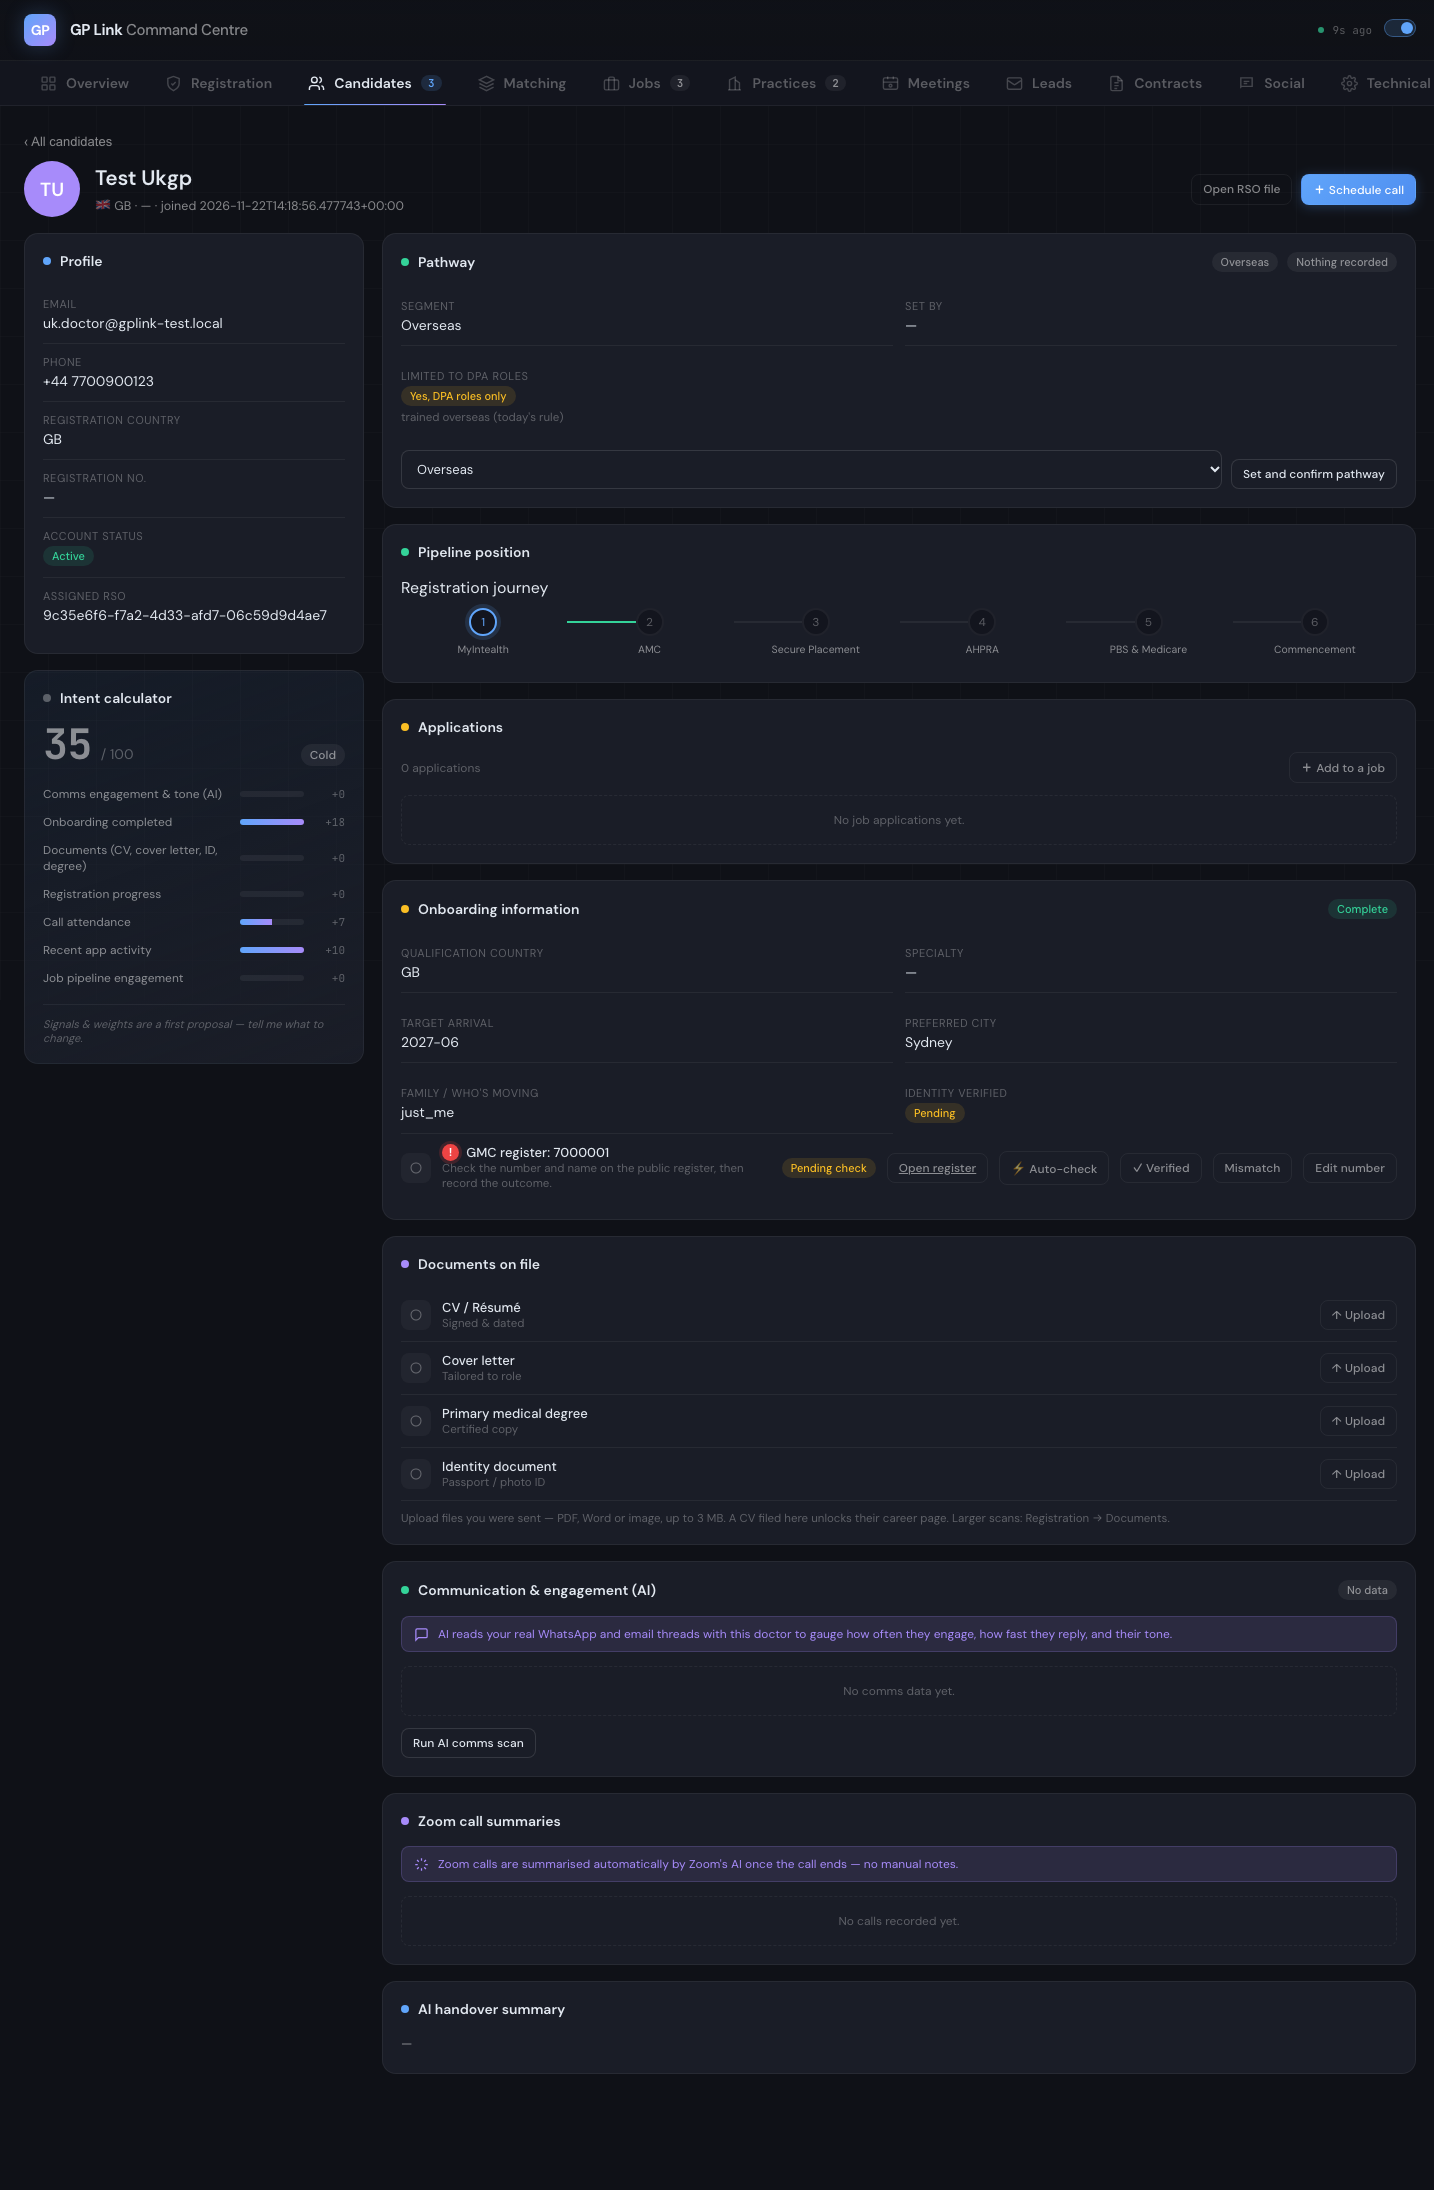 GP
GP Link Command Centre
9s ago
Overview
Registration
Candidates 3
Matching
Jobs 3
Practices 2
Meetings
Leads
Contracts
Social
Technical
‹ All candidates
TU
Test Ukgp
🇬🇧 GB · — · joined 2026-11-22T14:18:56.477743+00:00
Open RSO file
+ Schedule call
Profile
EMAIL
uk.doctor@gplink-test.local
PHONE
+44 7700900123
REGISTRATION COUNTRY
GB
REGISTRATION NO.
—
ACCOUNT STATUS
Active
ASSIGNED RSO
9c35e6f6-f7a2-4d33-afd7-06c59d9d4ae7
Intent calculator
35 / 100
Cold
Comms engagement & tone (AI) +0
Onboarding completed +18
Documents (CV, cover letter, ID,
degree) +0
Registration progress +0
Call attendance +7
Recent app activity +10
Job pipeline engagement +0
Signals & weights are a first proposal — tell me what to
change.
Pathway
Overseas
Nothing recorded
SEGMENT
Overseas
SET BY
—
LIMITED TO DPA ROLES
Yes, DPA roles only
trained overseas (today's rule)
Overseas
Set and confirm pathway
Pipeline position
Registration journey
1 2 3 4 5 6
MyIntealth AMC Secure Placement AHPRA PBS & Medicare Commencement
Applications
0 applications
+ Add to a job
No job applications yet.
Onboarding information
Complete
QUALIFICATION COUNTRY
GB
SPECIALTY
—
TARGET ARRIVAL
2027-06
PREFERRED CITY
Sydney
FAMILY / WHO'S MOVING
just_me
IDENTITY VERIFIED
Pending
! GMC register: 7000001
Check the number and name on the public register, then
record the outcome.
Pending check
Open register
⚡ Auto-check
✓ Verified
Mismatch
Edit number
Documents on file
CV / Résumé
Signed & dated
↑ Upload
Cover letter
Tailored to role
↑ Upload
Primary medical degree
Certified copy
↑ Upload
Identity document
Passport / photo ID
↑ Upload
Upload files you were sent — PDF, Word or image, up to 3 MB. A CV filed here unlocks their career page. Larger scans: Registration → Documents.
Communication & engagement (AI)
No data
AI reads your real WhatsApp and email threads with this doctor to gauge how often they engage, how fast they reply, and their tone.
No comms data yet.
Run AI comms scan
Zoom call summaries
Zoom calls are summarised automatically by Zoom's AI once the call ends — no manual notes.
No calls recorded yet.
AI handover summary
—